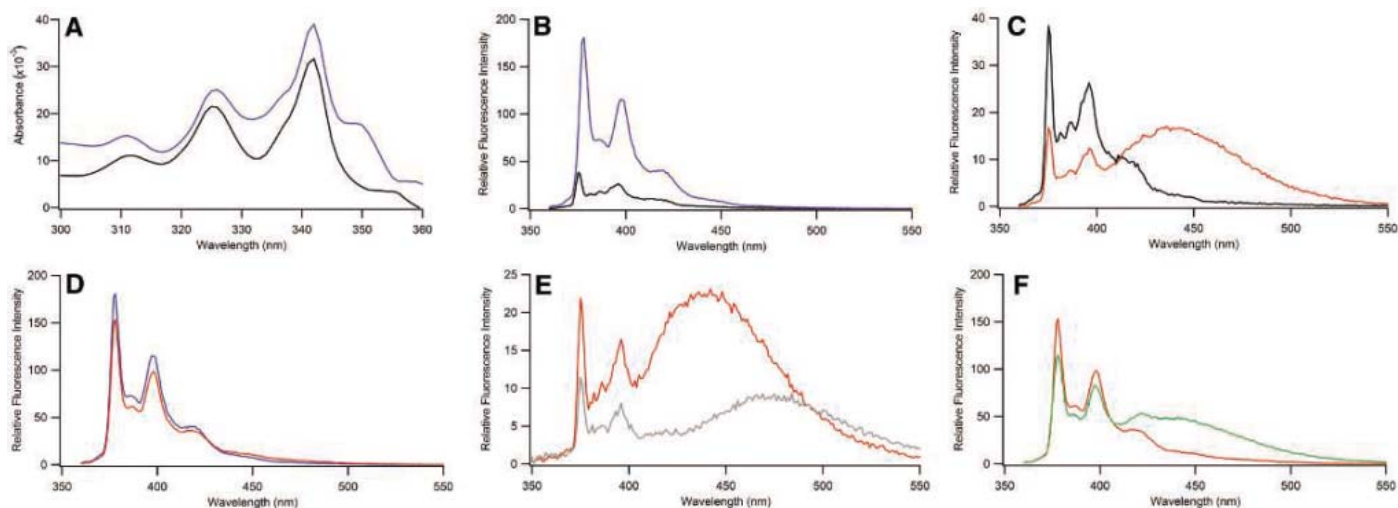 A
Absorbance (x10⁻³)
40
30
20
10
0
300 310 320 330 340 350 360
Wavelength (nm)
B
Relative Fluorescence Intensity
200
150
100
50
0
350 400 450 500 550
Wavelength (nm)
C
Relative Fluorescence Intensity
40
30
20
10
0
350 400 450 500 550
Wavelength (nm)
D
Relative Fluorescence Intensity
200
150
100
50
0
350 400 450 500 550
Wavelength (nm)
E
Relative Fluorescence Intensity
25
20
15
10
5
0
350 400 450 500 550
Wavelength (nm)
F
Relative Fluorescence Intensity
200
150
100
50
0
350 400 450 500 550
Wavelength (nm)